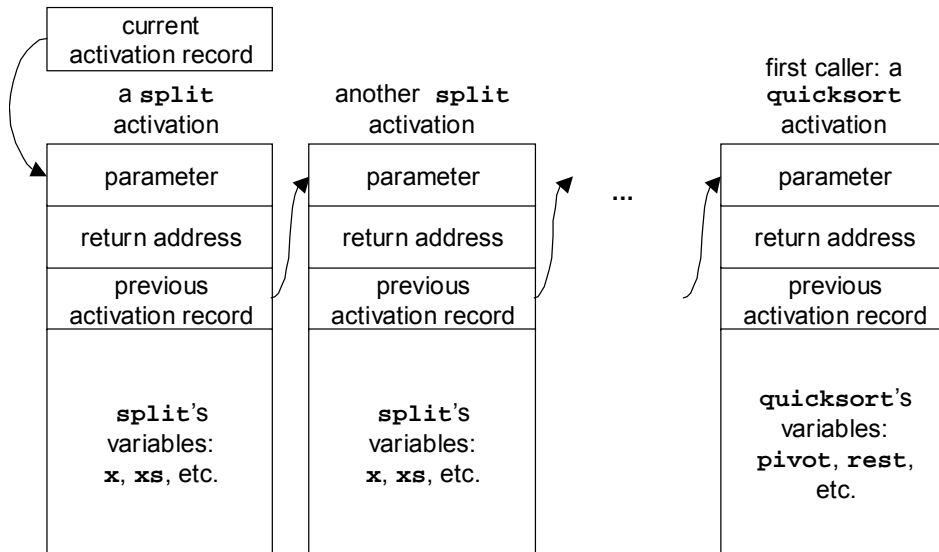 current
activation record
a split
activation
parameter
return address
previous
activation record
split's
variables:
x, xs, etc.
another split
activation
parameter
return address
previous
activation record
split's
variables:
x, xs, etc.
...
first caller: a
quicksort
activation
parameter
return address
previous
activation record
quicksort's
variables:
pivot, rest,
etc.